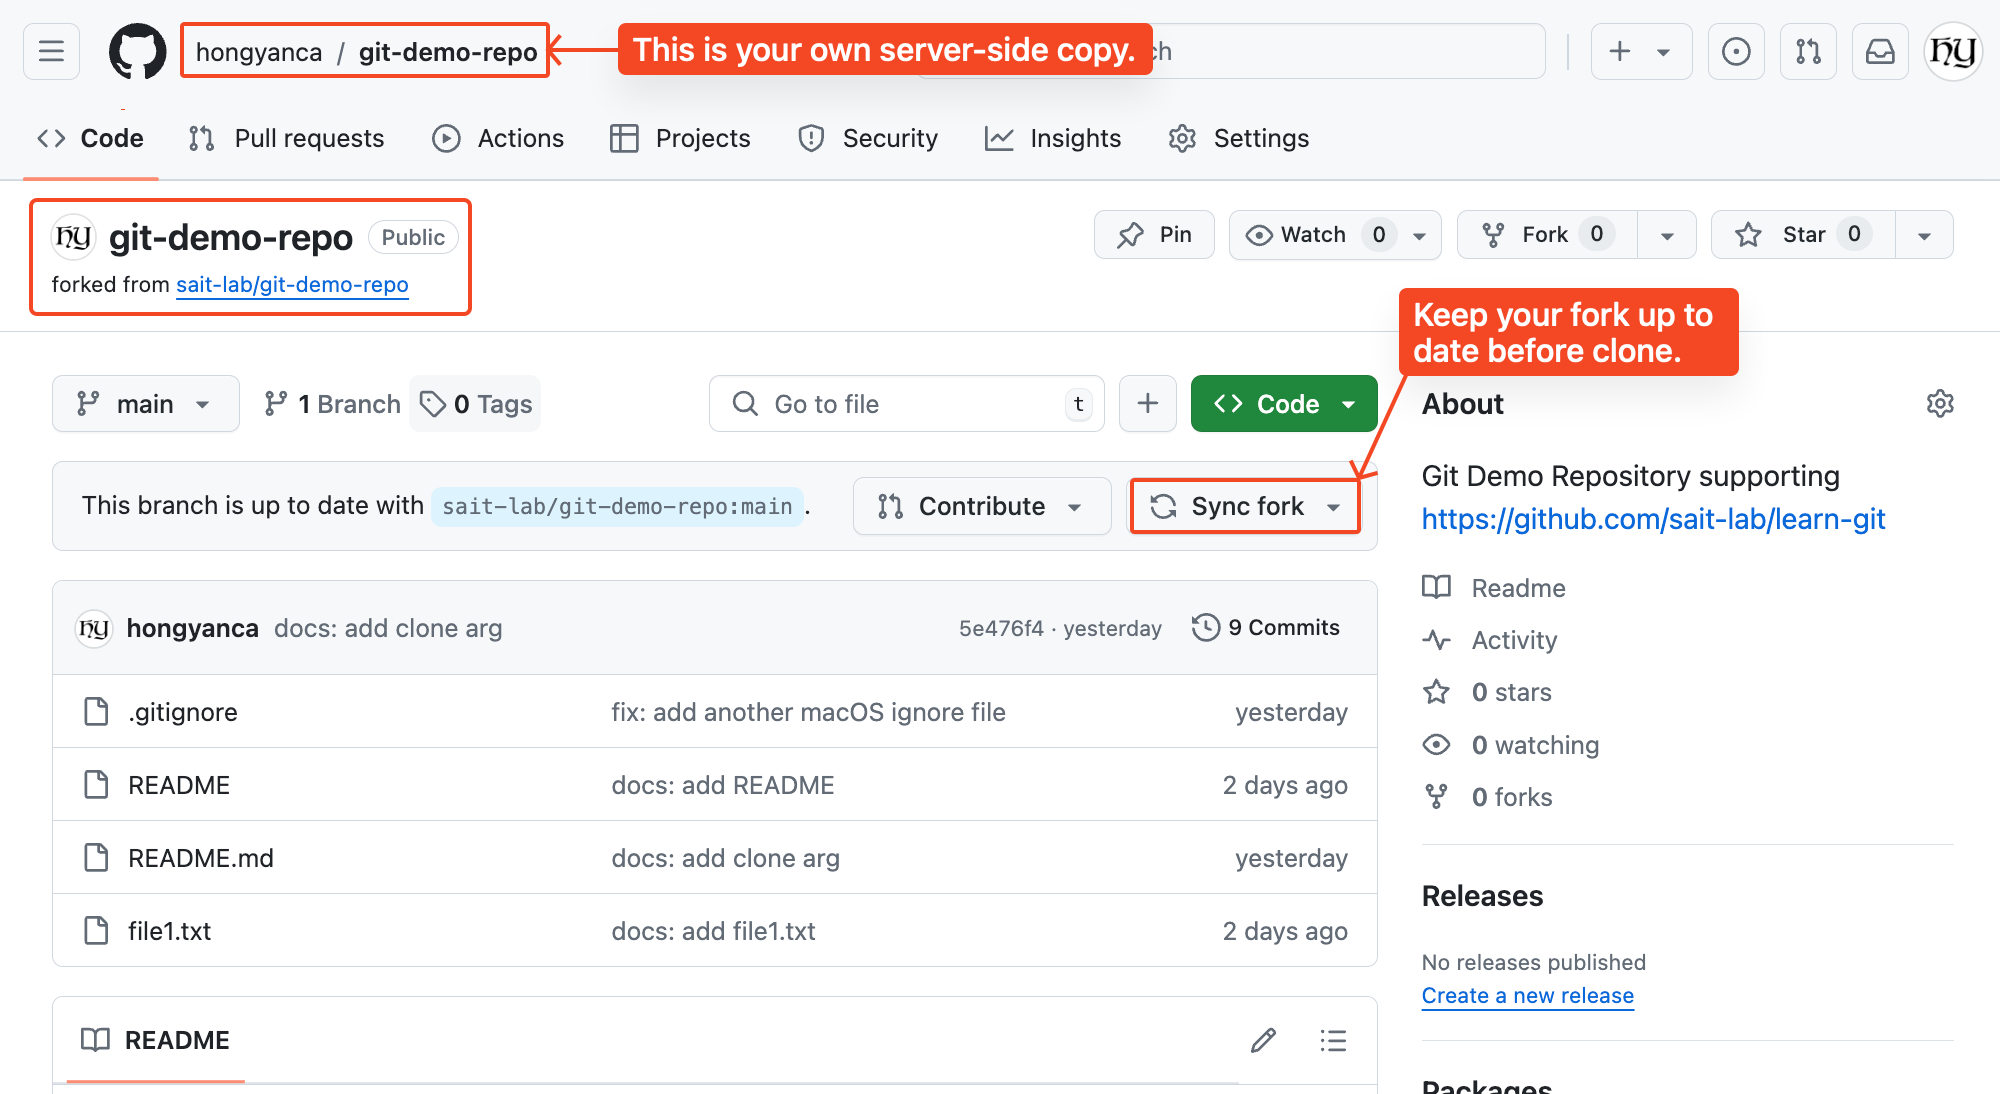 hongyanca / git-demo-repo
This is your own server-side copy.
ch
Code
Pull requests
Actions
Projects
Security
Insights
Settings
git-demo-repo Public
forked from sait-lab/git-demo-repo
Pin
Watch 0
Fork 0
Star 0
Keep your fork up to
date before clone.
main
1 Branch
0 Tags
Go to file
t
Code
This branch is up to date with sait-lab/git-demo-repo:main .
Contribute
Sync fork
hongyanca docs: add clone arg 5e476f4 · yesterday 9 Commits
.gitignore fix: add another macOS ignore file yesterday
README docs: add README 2 days ago
README.md docs: add clone arg yesterday
file1.txt docs: add file1.txt 2 days ago
README
About
Git Demo Repository supporting
https://github.com/sait-lab/learn-git
Readme
Activity
0 stars
0 watching
0 forks
Releases
No releases published
Create a new release
Packages